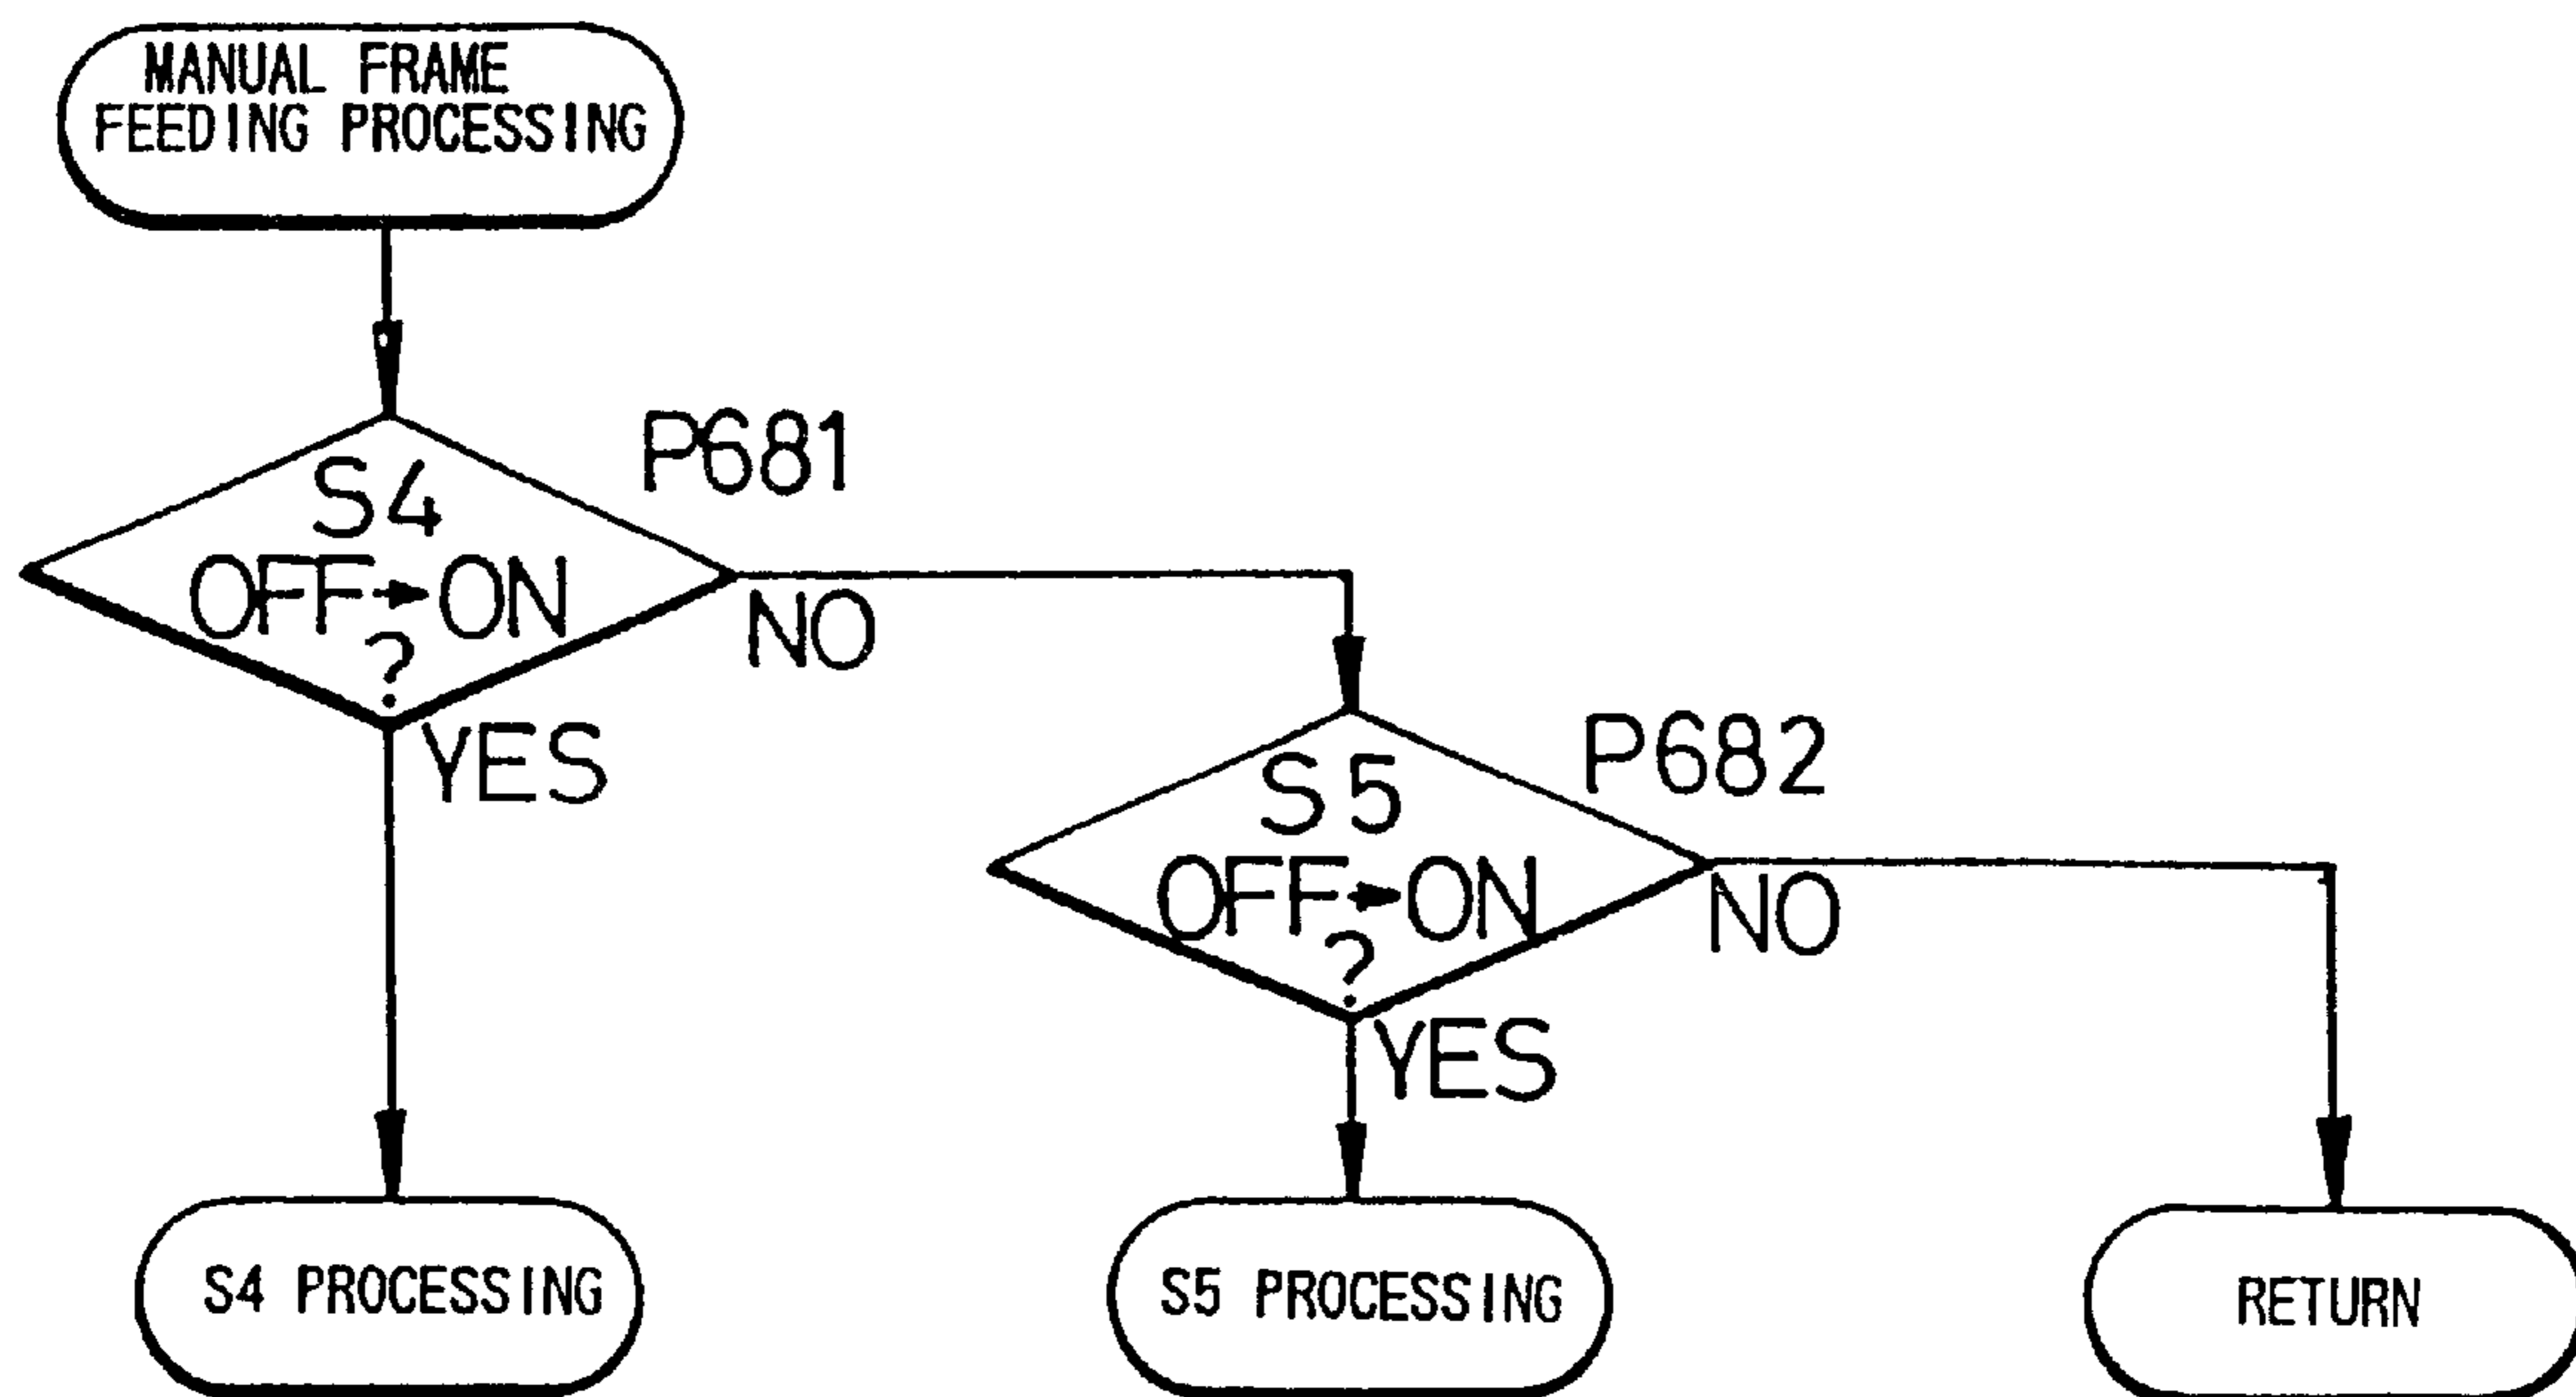 MANUAL FRAME
FEEDING PROCESSING
S4
OFF→ON
?
P681
NO
YES
S5
OFF→ON
?
P682
NO
YES
S4 PROCESSING
S5 PROCESSING
RETURN